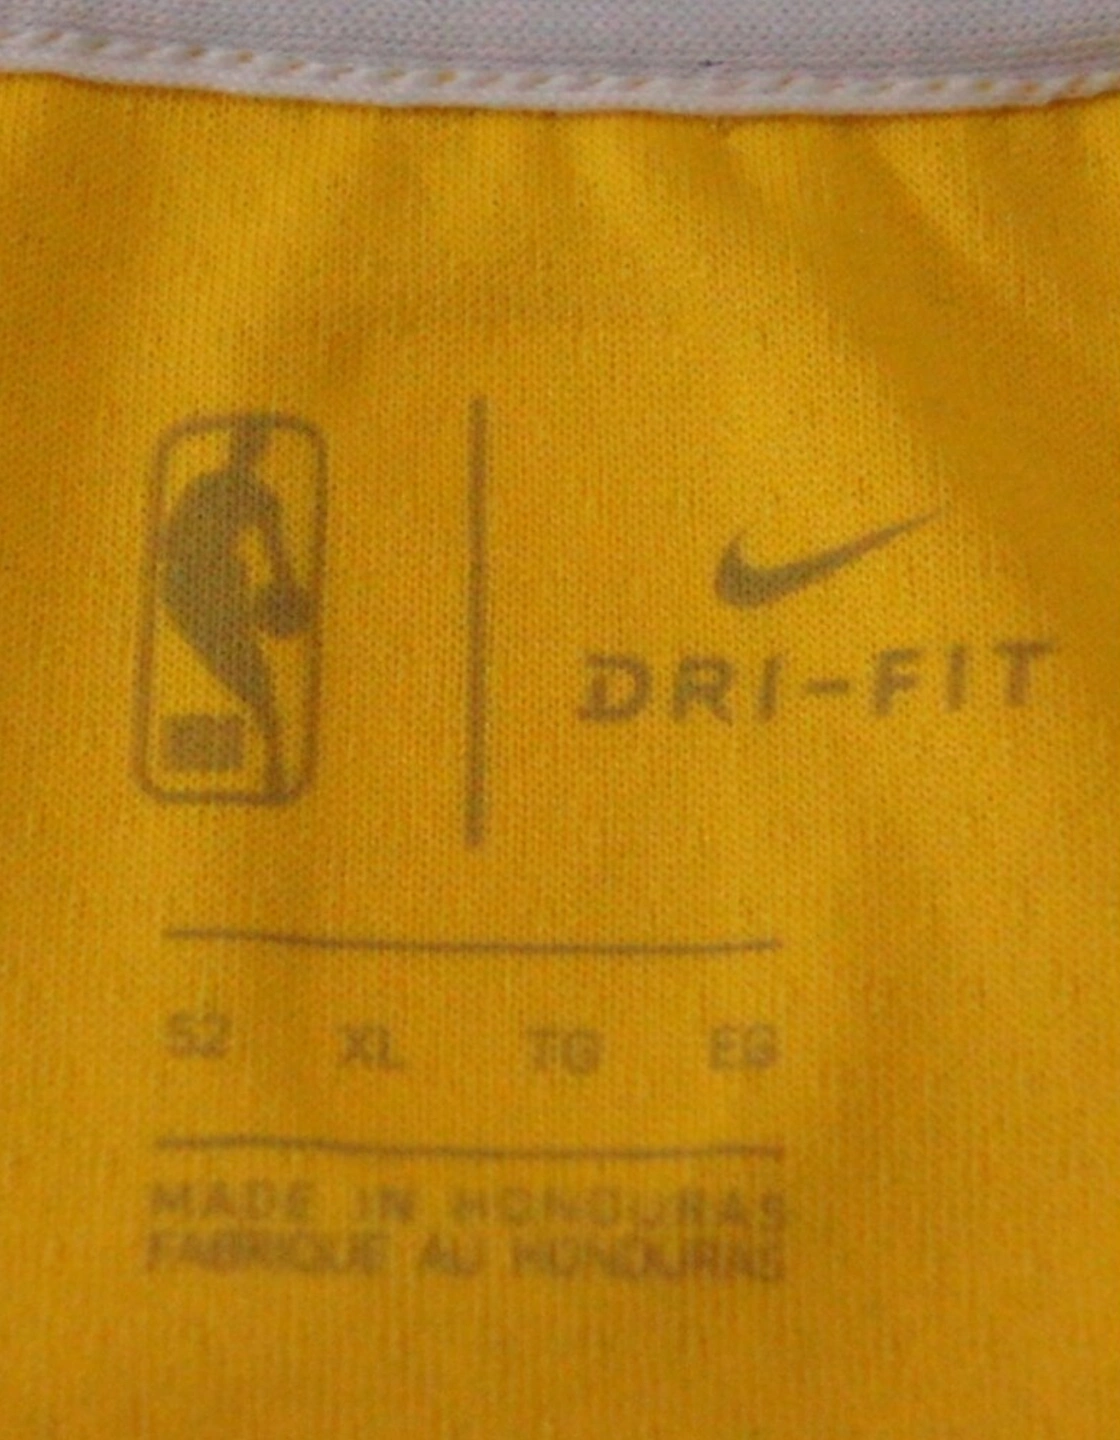 DRI-FIT
52 XL TG EG
MADE IN HONDURAS
FABRIQUE AU HONDURAS